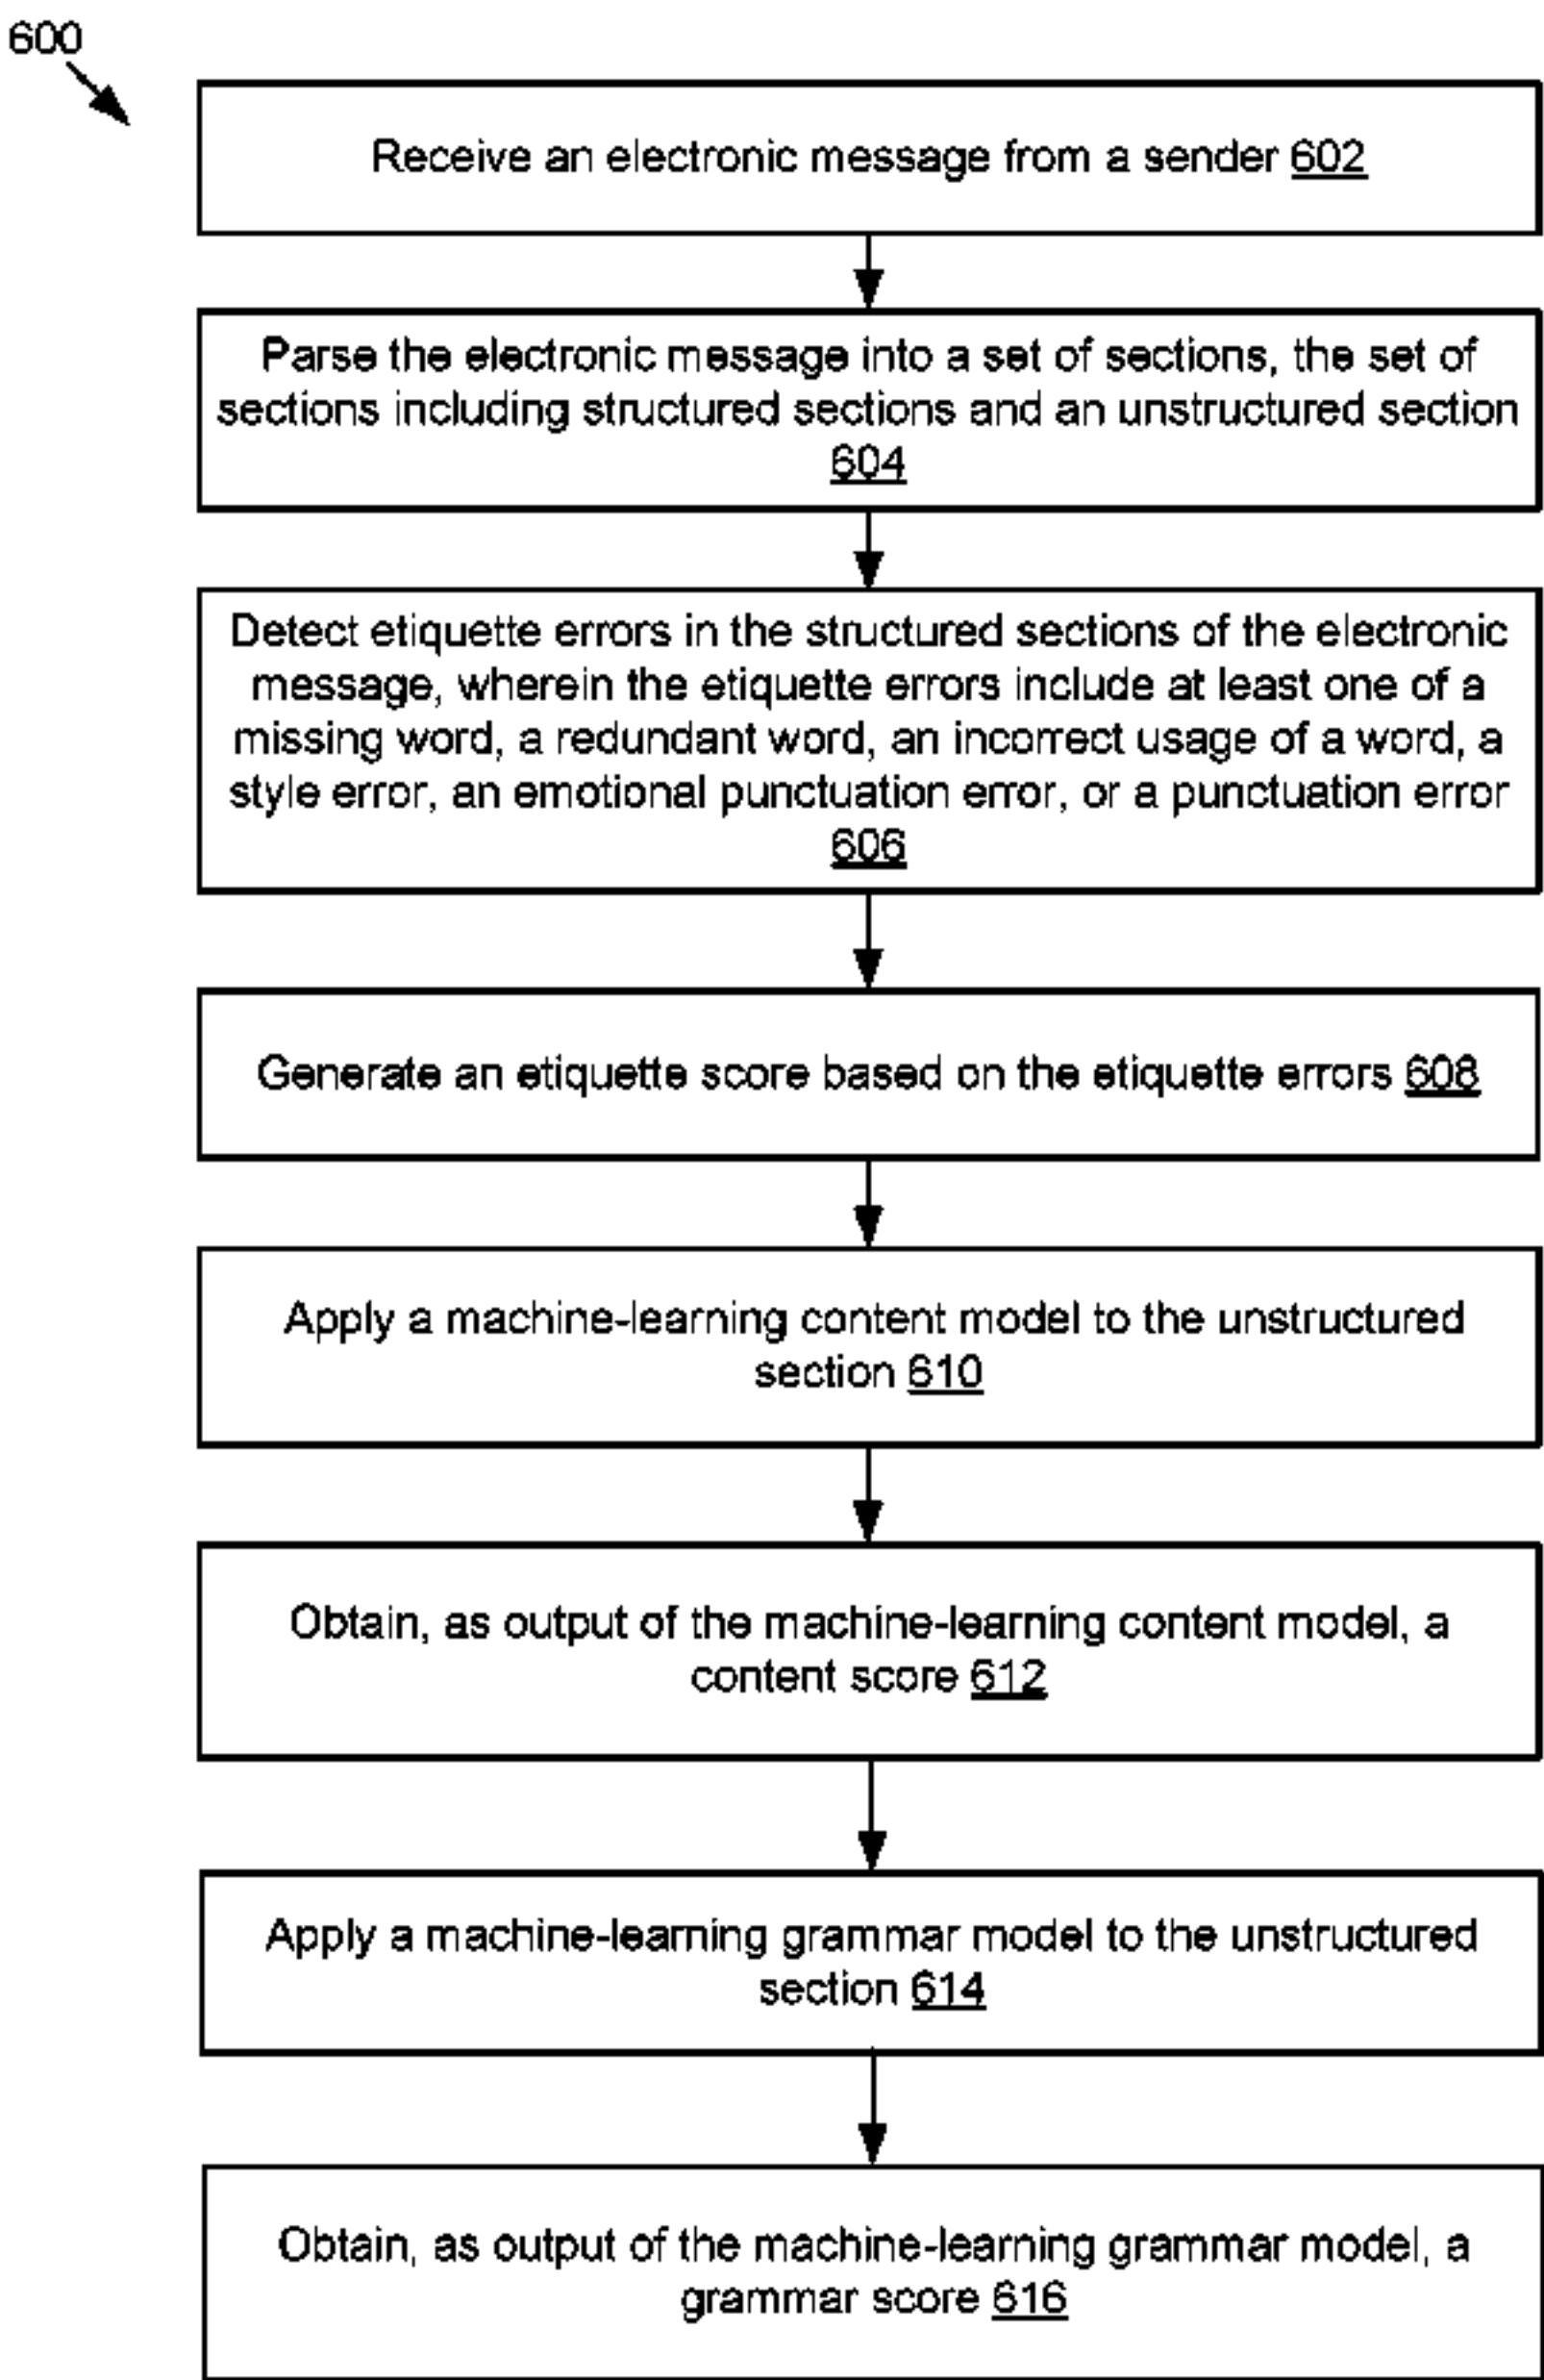 600
Receive an electronic message from a sender 602
Parse the electronic message into a set of sections, the set of
sections including structured sections and an unstructured section
604
Detect etiquette errors in the structured sections of the electronic
message, wherein the etiquette errors include at least one of a
missing word, a redundant word, an incorrect usage of a word, a
style error, an emotional punctuation error, or a punctuation error
606
Generate an etiquette score based on the etiquette errors 608
Apply a machine-learning content model to the unstructured
section 610
Obtain, as output of the machine-learning content model, a
content score 612
Apply a machine-learning grammar model to the unstructured
section 614
Obtain, as output of the machine-learning grammar model, a
grammar score 616